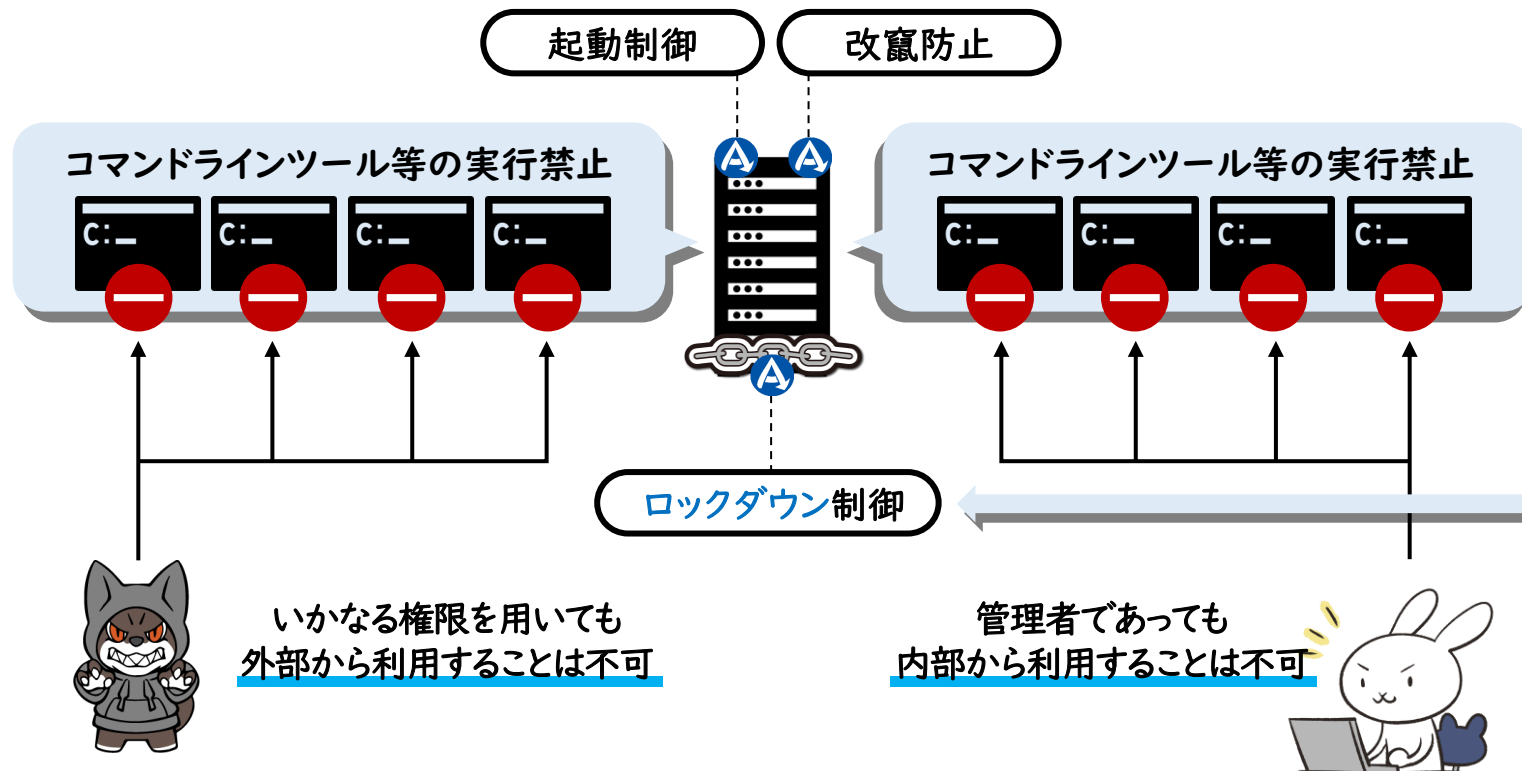 起動制御
改竄防止
コマンドラインツール等の実行禁止
C:_ C:_ C:_ C:_
コマンドラインツール等の実行禁止
C:_ C:_ C:_ C:_
ロックダウン制御
いかなる権限を用いても
外部から利用することは不可
管理者であっても
内部から利用することは不可